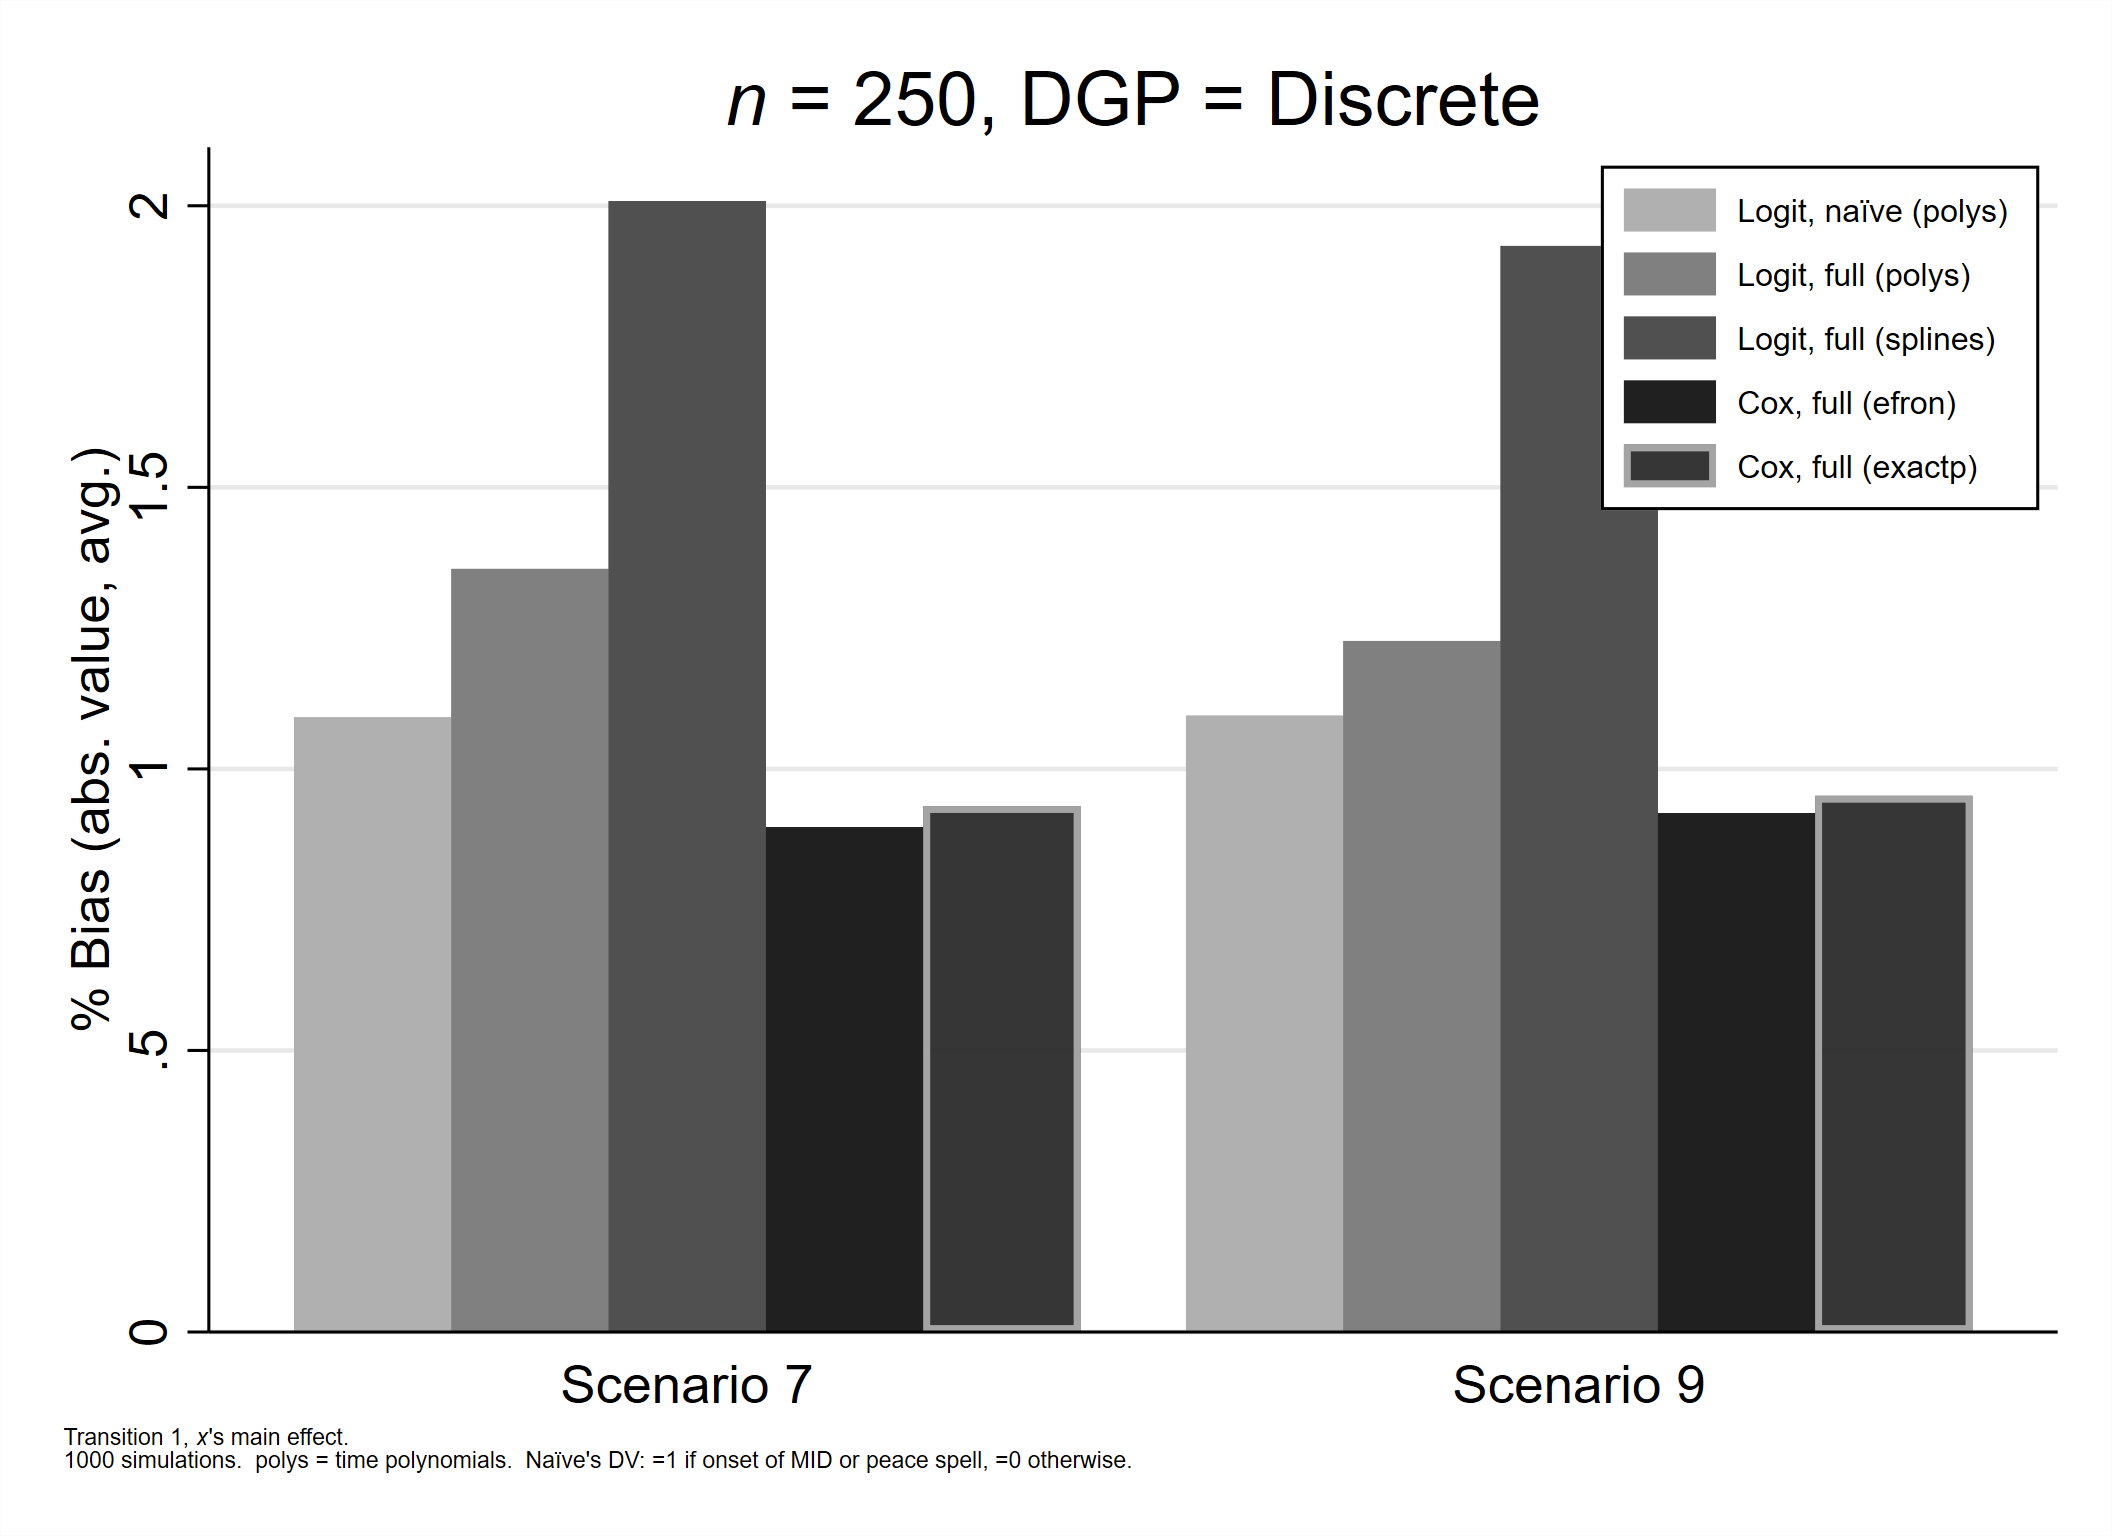 n = 250, DGP = Discrete
% Bias (abs. value, avg.)
2
1.5
1
.5
0
Logit, naïve (polys)
Logit, full (polys)
Logit, full (splines)
Cox, full (efron)
Cox, full (exactp)
Scenario 7
Scenario 9
Transition 1, x's main effect.
1000 simulations.  polys = time polynomials.  Naïve's DV: =1 if onset of MID or peace spell, =0 otherwise.